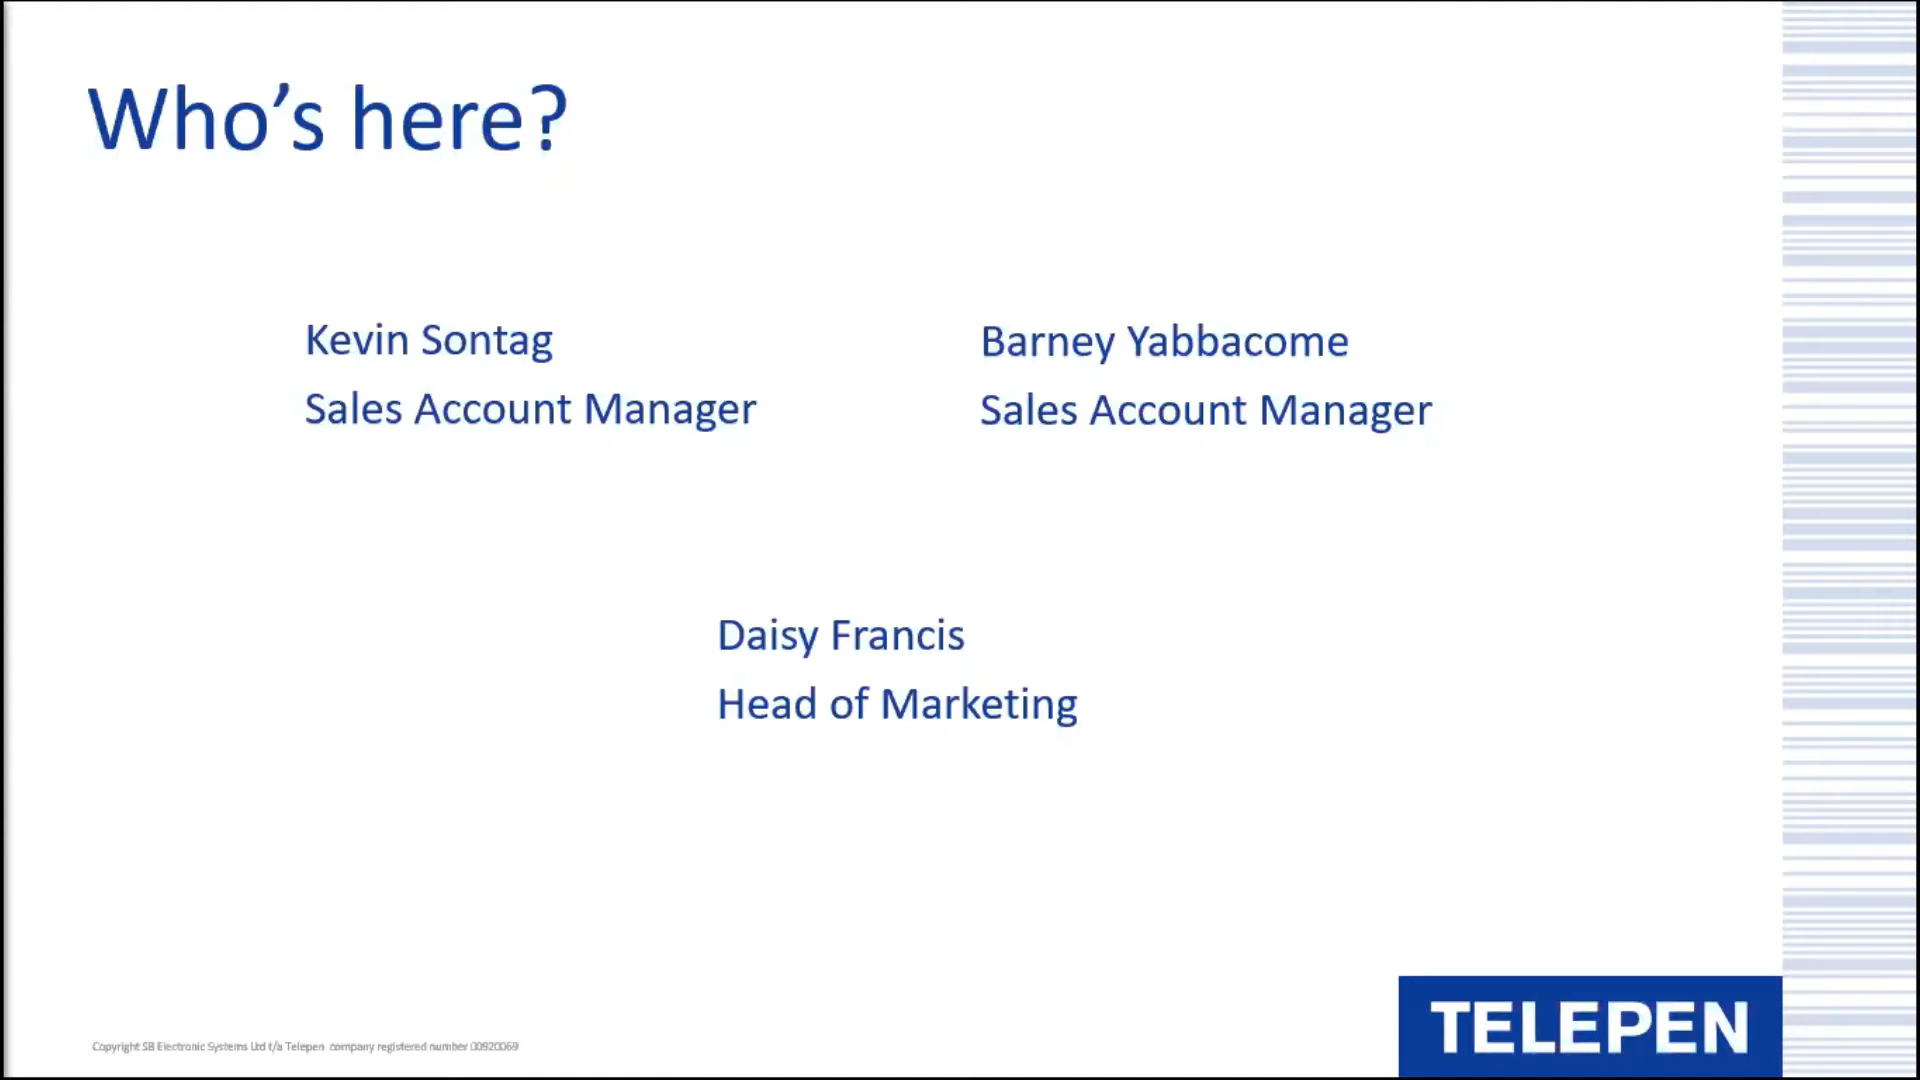 Who’s here?
Kevin Sontag
Sales Account Manager
Barney Yabbacome
Sales Account Manager
Daisy Francis
Head of Marketing
Copyright SB Electronic Systems Ltd t/a Telepen company registered number 00920069
TELEPEN